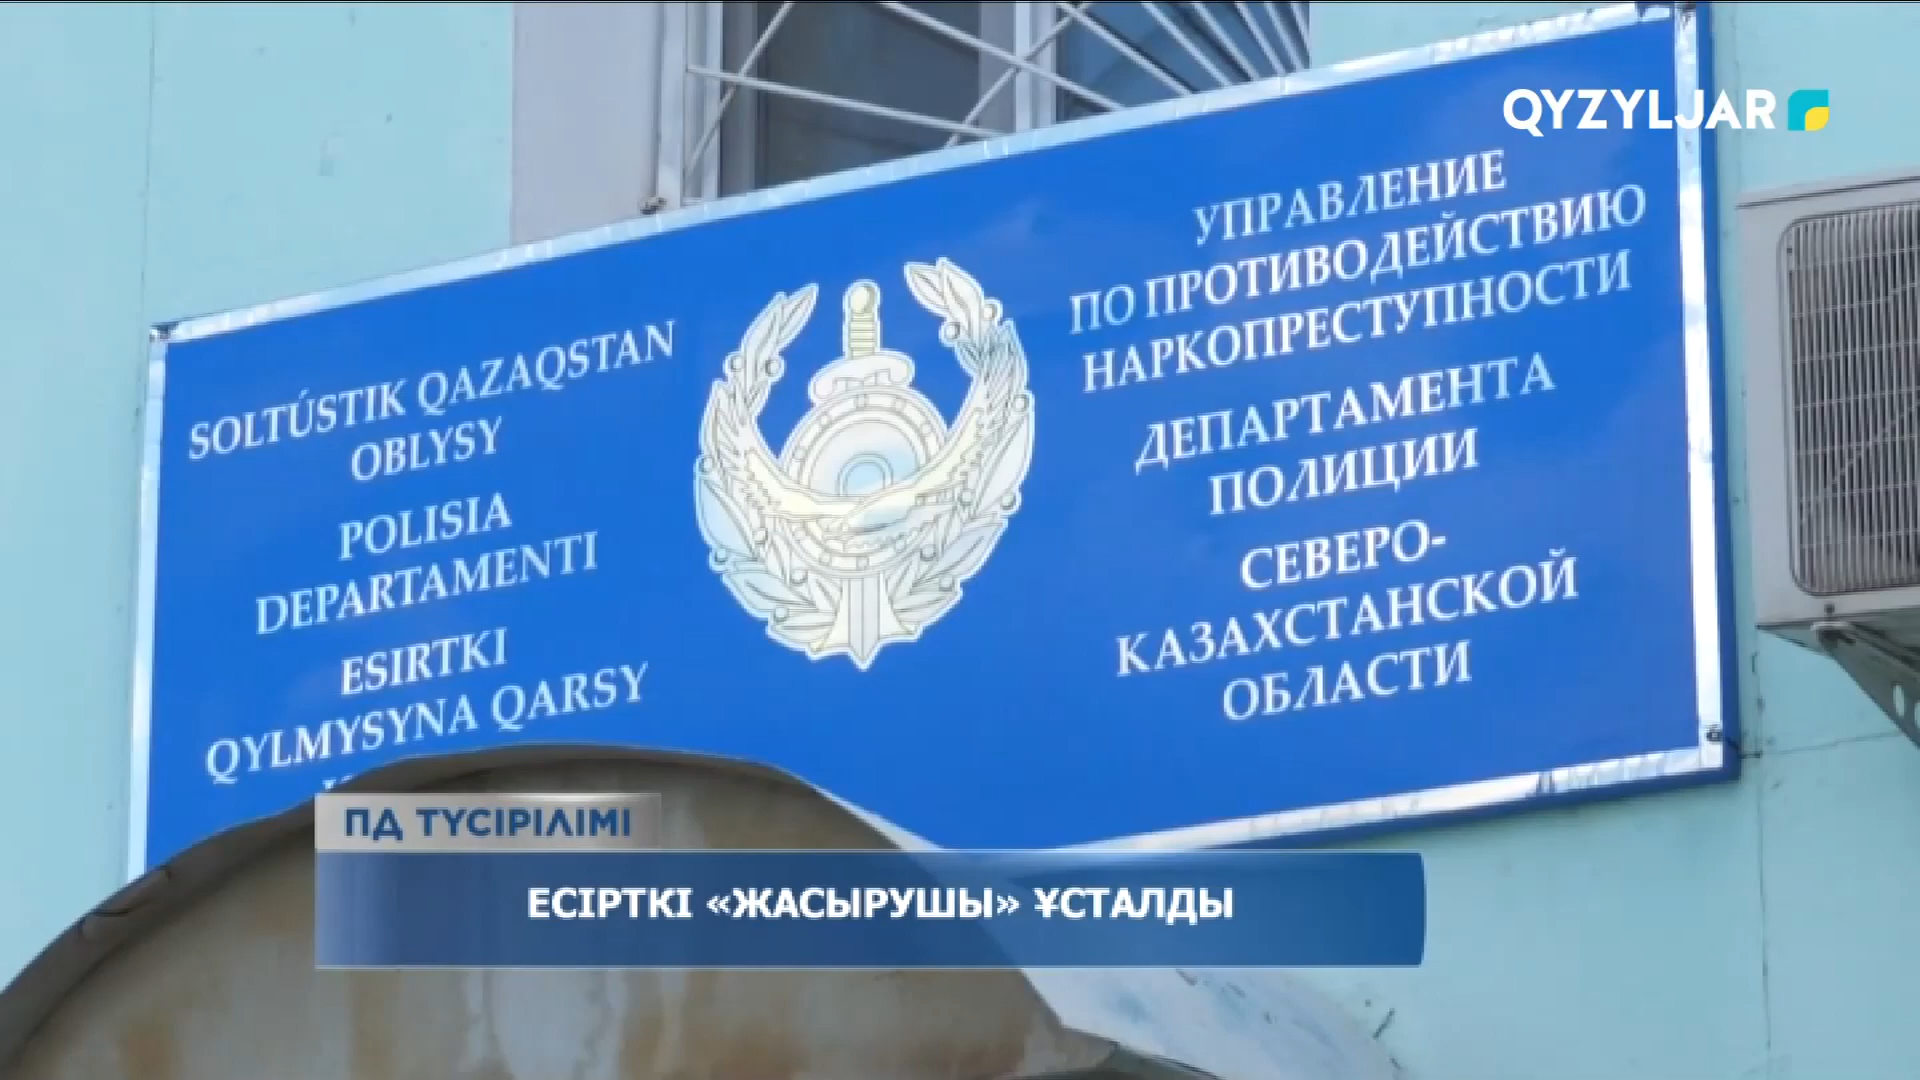 QYZYLJAR
SOLTÚSTIK QAZAQSTAN
OBLYSY
POLISIA
DEPARTAMENTI
ESIRTKI
QYLMYSYNA QARSY
УПРАВЛЕНИЕ
ПО ПРОТИВОДЕЙСТВИЮ
НАРКОПРЕСТУПНОСТИ
ДЕПАРТАМЕНТА
ПОЛИЦИИ
СЕВЕРО-
КАЗАХСТАНСКОЙ
ОБЛАСТИ
ПД ТҮСІРІЛІМІ
ЕСІРТКІ «ЖАСЫРУШЫ» ҰСТАЛДЫ